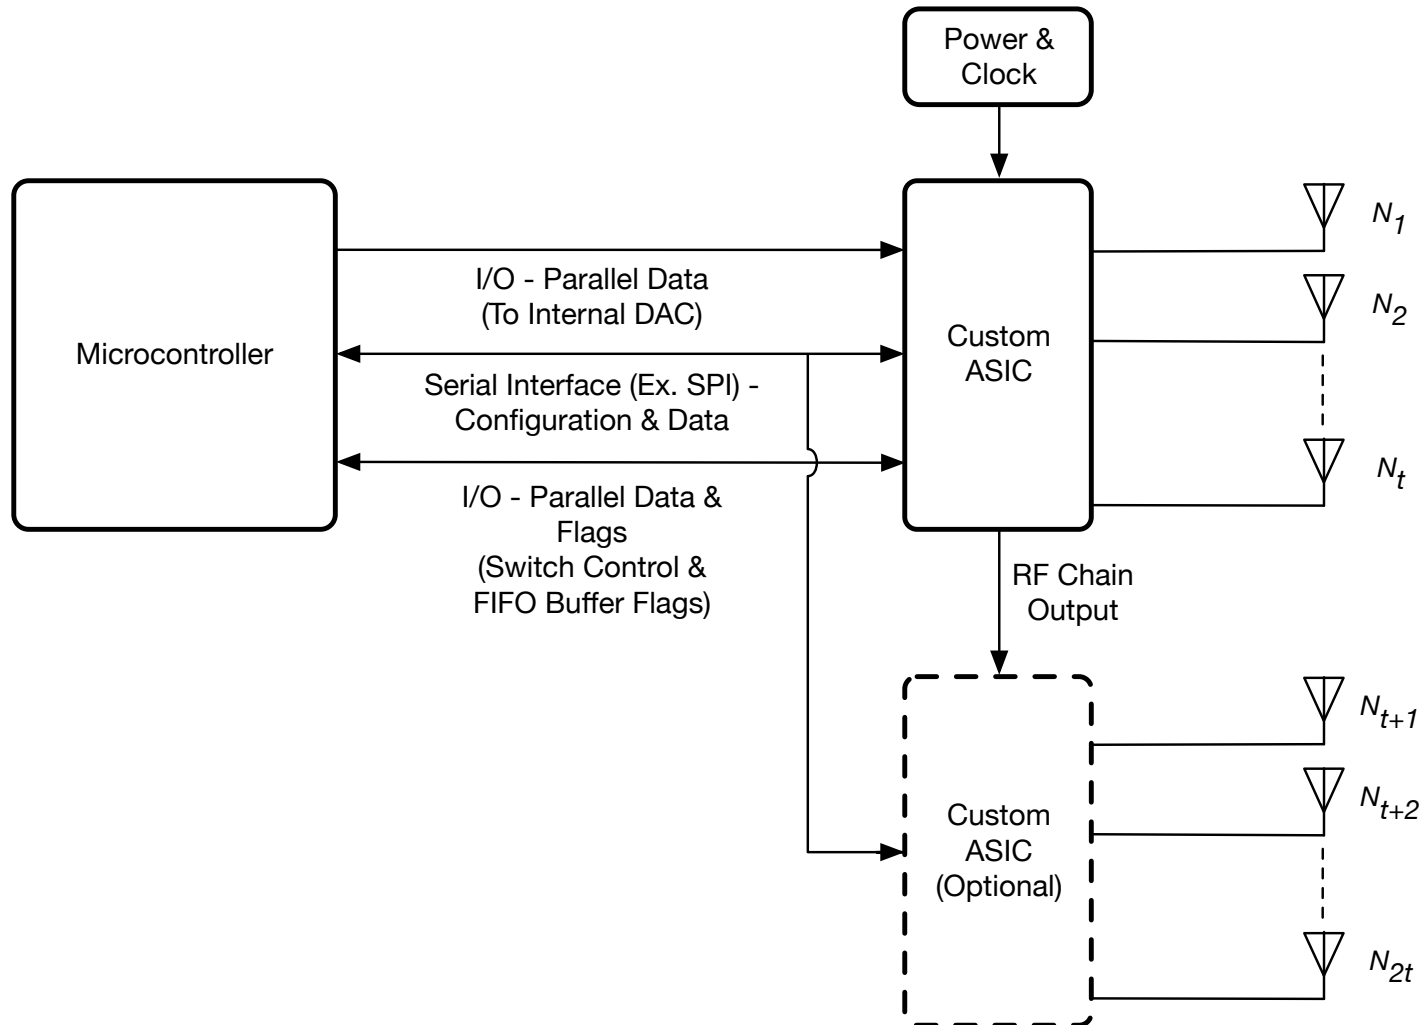 Power &
Clock
Microcontroller
I/O - Parallel Data
(To Internal DAC)
Serial Interface (Ex. SPI) -
Configuration & Data
I/O - Parallel Data &
Flags
(Switch Control &
FIFO Buffer Flags)
Custom
ASIC
N1
N2
Nt
RF Chain
Output
Custom
ASIC
(Optional)
Nt+1
Nt+2
N2t